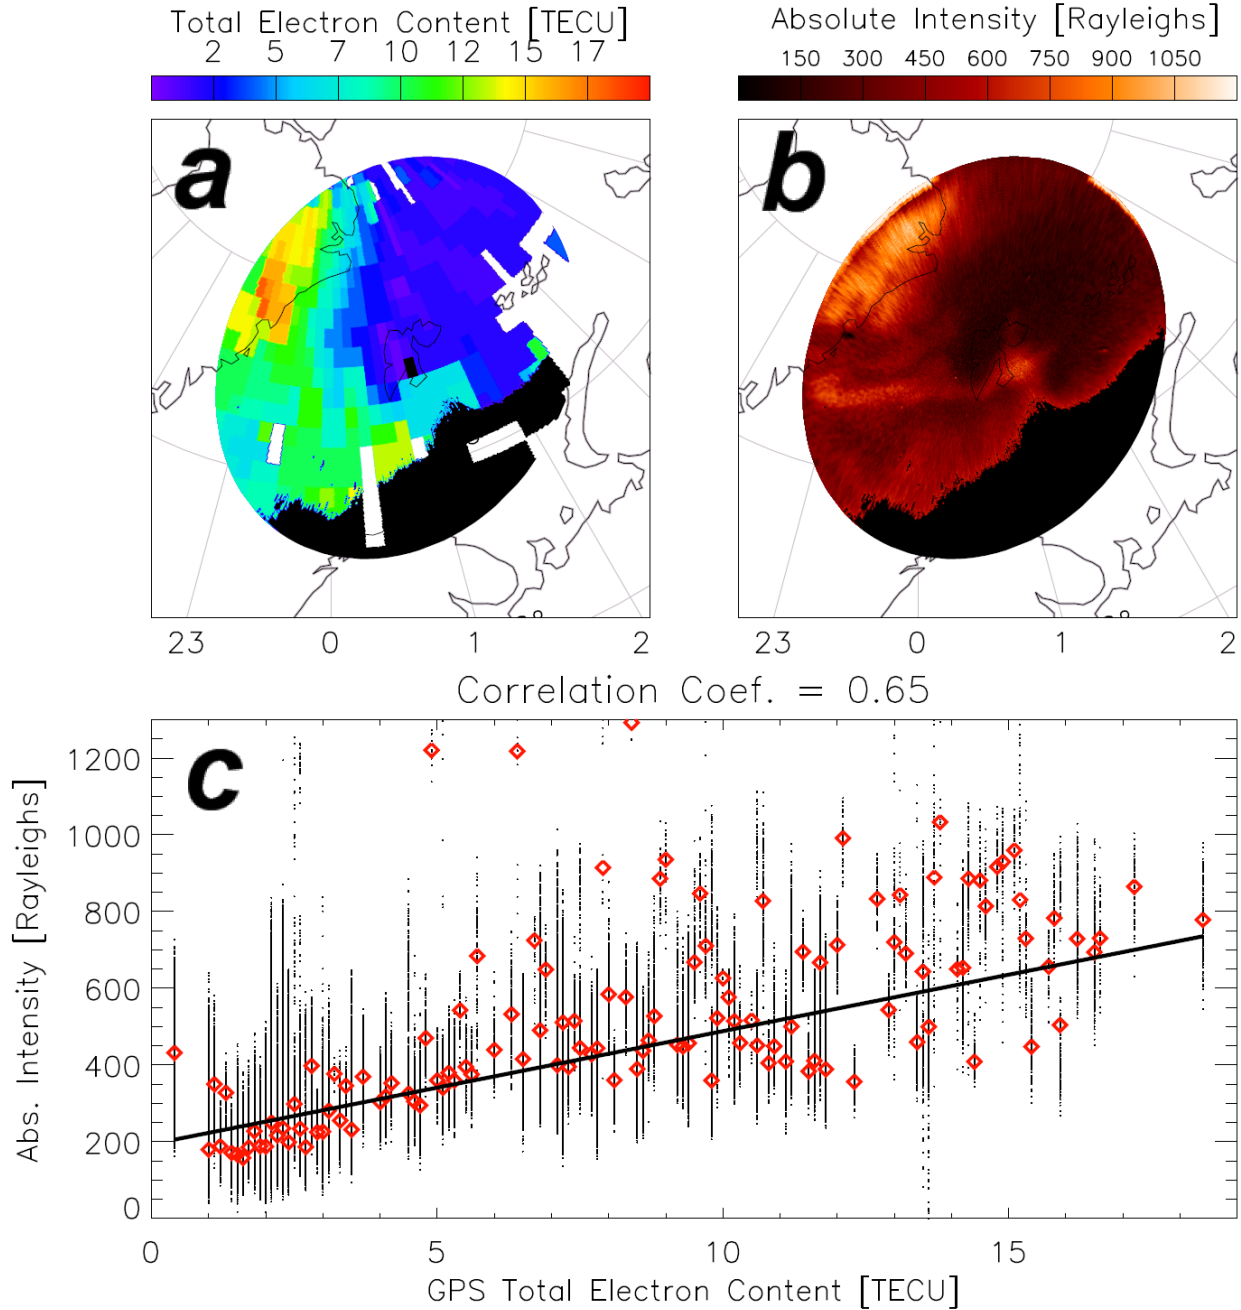 Total Electron Content [TECU]
2 5 7 10 12 15 17
Absolute Intensity [Rayleighs]
150 300 450 600 750 900 1050
a
b
23 0 1 2
23 0 1 2
Correlation Coef. = 0.65
c
Abs. Intensity [Rayleighs]
1200
1000
800
600
400
200
0
0 5 10 15
GPS Total Electron Content [TECU]